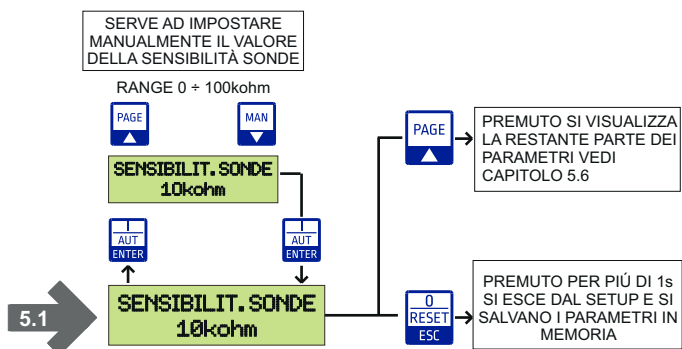 SERVE AD IMPOSTARE
MANUALMENTE IL VALORE
DELLA SENSIBILITÀ SONDE
RANGE 0 ÷ 100kohm
PAGE
MAN
SENSIBILIT.SONDE
10kohm
I
AUT
ENTER
I
AUT
ENTER
5.1
SENSIBILIT.SONDE
10kohm
PAGE
PREMUTO SI VISUALIZZA
LA RESTANTE PARTE DEI
PARAMETRI VEDI
CAPITOLO 5.6
0
RESET
ESC
PREMUTO PER PIÚ DI 1s
SI ESCE DAL SETUP E SI
SALVANO I PARAMETRI IN
MEMORIA